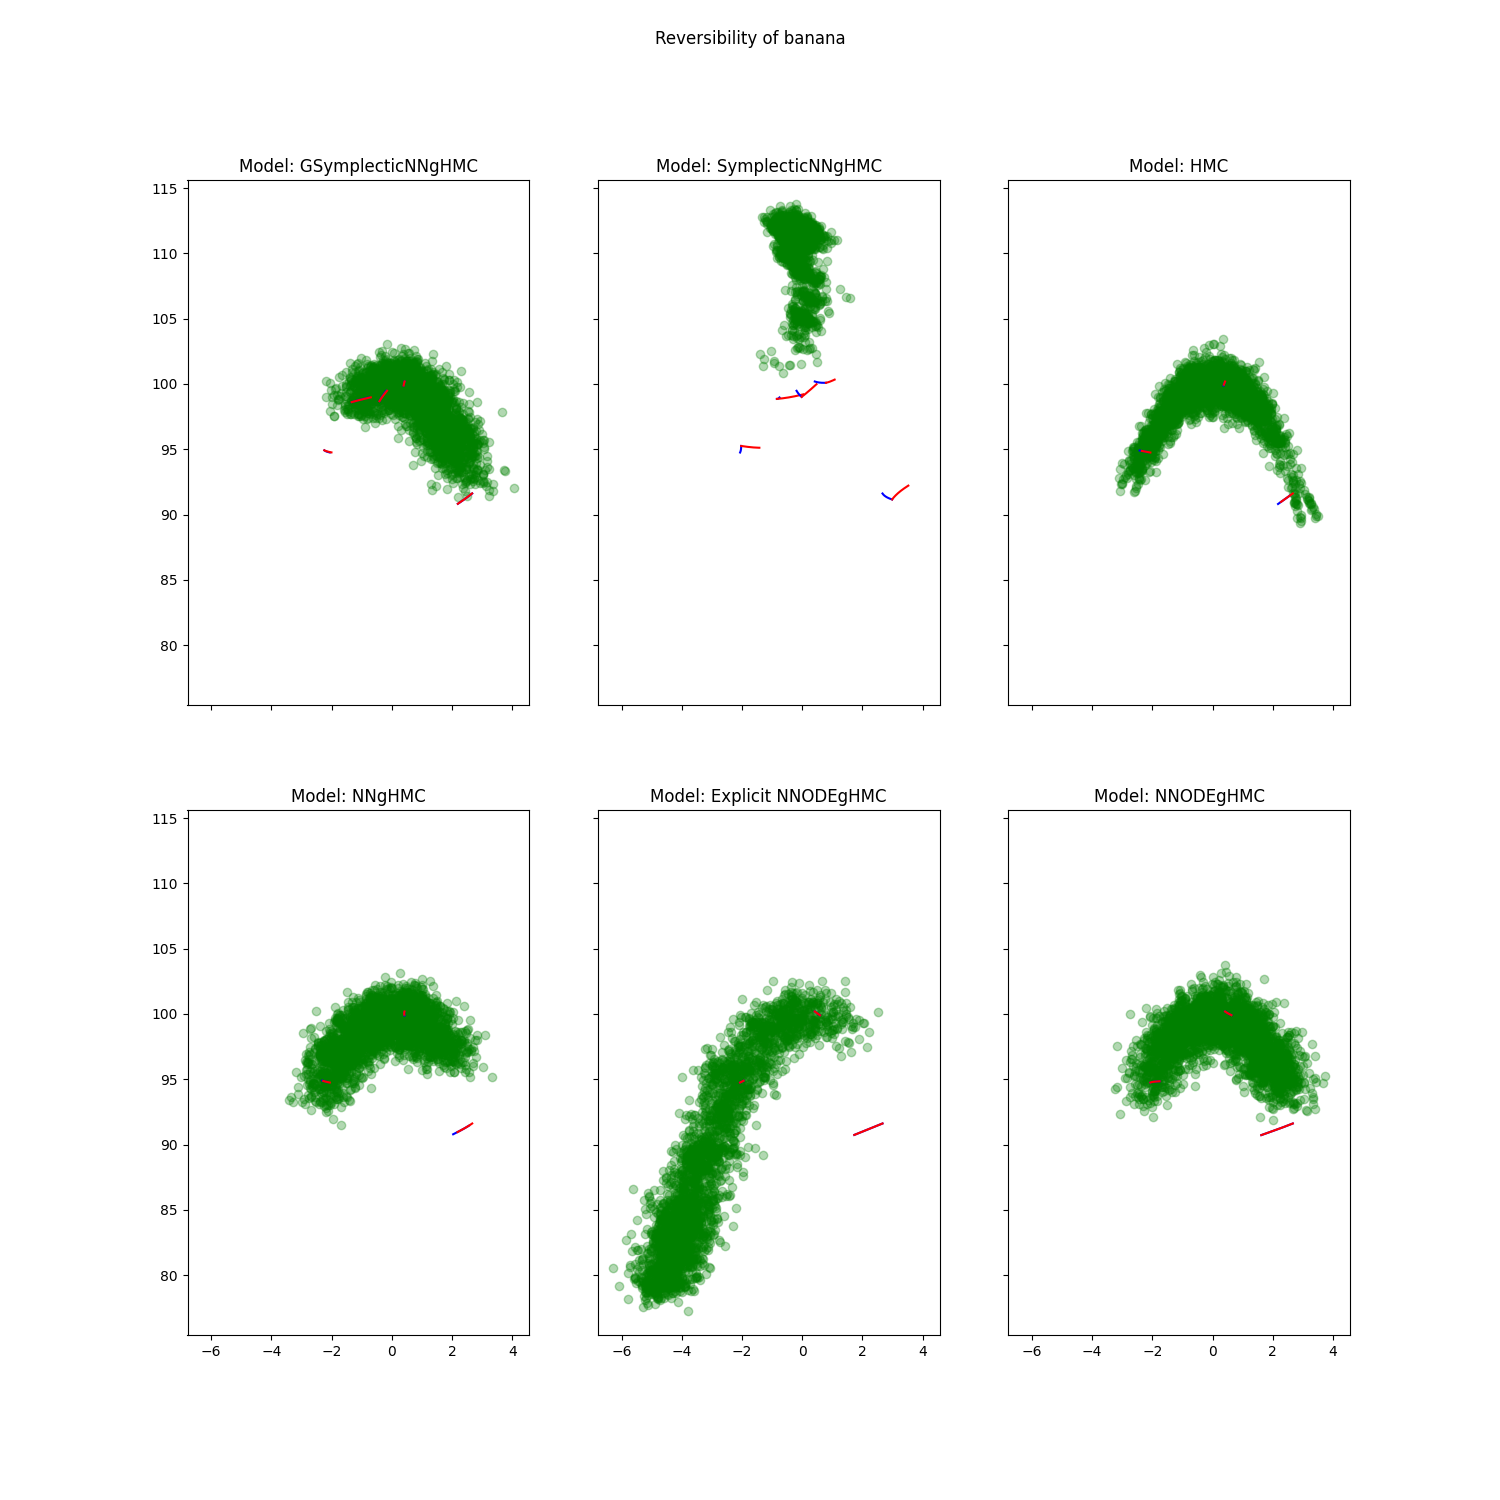 Reversibility of banana
Model: GSymplecticNNgHMC
Model: SymplecticNNgHMC
Model: HMC
115
110
105
100
95
90
85
80
Model: NNgHMC
Model: Explicit NNODEgHMC
Model: NNODEgHMC
115
110
105
100
95
90
85
80
−6 −4 −2 0 2 4
−6 −4 −2 0 2 4
−6 −4 −2 0 2 4